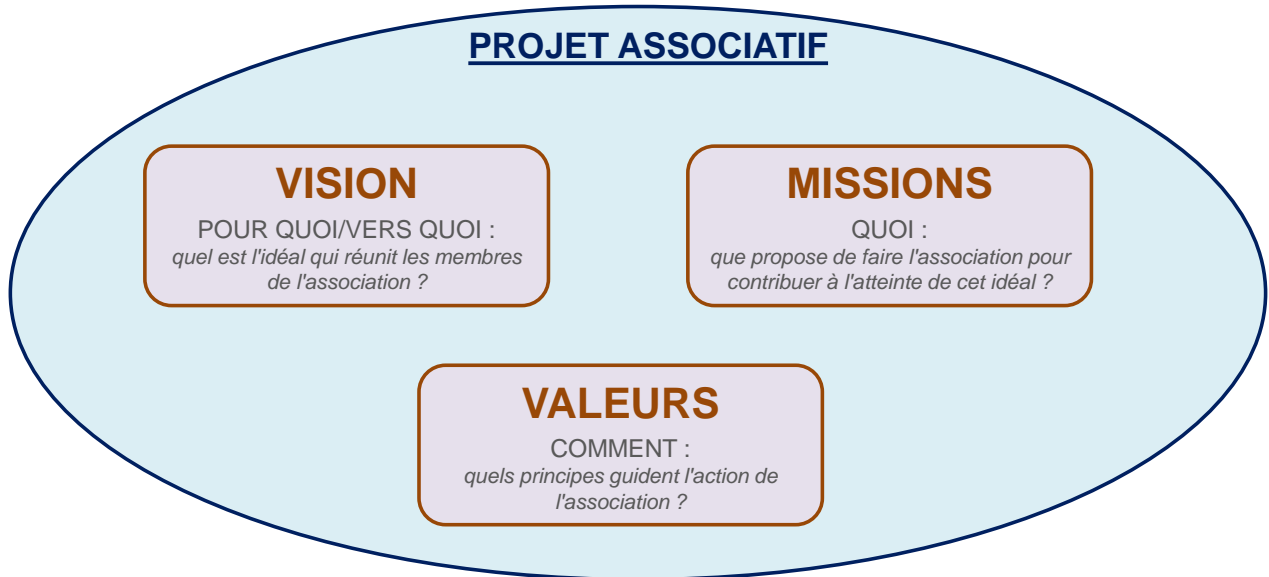 PROJET ASSOCIATIF
VISION
POUR QUOI/VERS QUOI :
quel est l'idéal qui réunit les membres
de l'association ?
MISSIONS
QUOI :
que propose de faire l'association pour
contribuer à l'atteinte de cet idéal ?
VALEURS
COMMENT :
quels principes guident l'action de
l'association ?